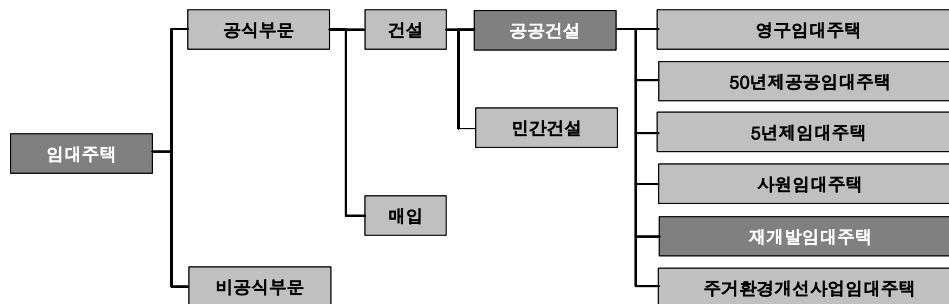 임대주택
공식부문
비공식부문
건설
매입
공공건설
민간건설
영구임대주택
50년제공공임대주택
5년제임대주택
사원임대주택
재개발임대주택
주거환경개선사업임대주택